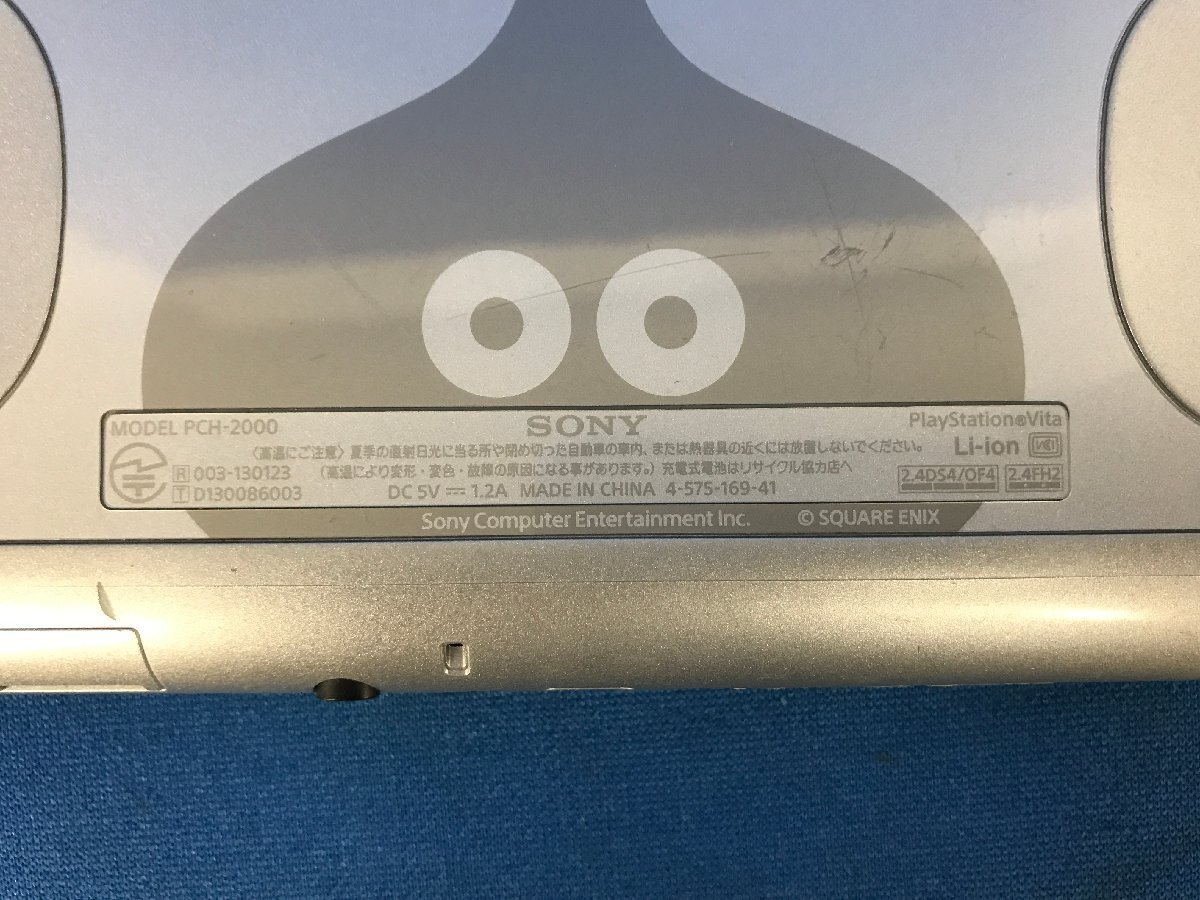 MODEL PCH-2000 SONY PlayStation®Vita
〈高温にご注意〉夏季の直射日光に当る所や閉め切った自動車の車内、または熱器具の近くには放置しないでください。 Li-ion VCI
R 003-130123 (高温により変形・変色・故障の原因になる事があります。) 充電式電池はリサイクル協力店へ
T D130086003 DC 5V 1.2A MADE IN CHINA 4-575-169-41 2.4DS4/OF4 2.4FH2
Sony Computer Entertainment Inc. © SQUARE ENIX